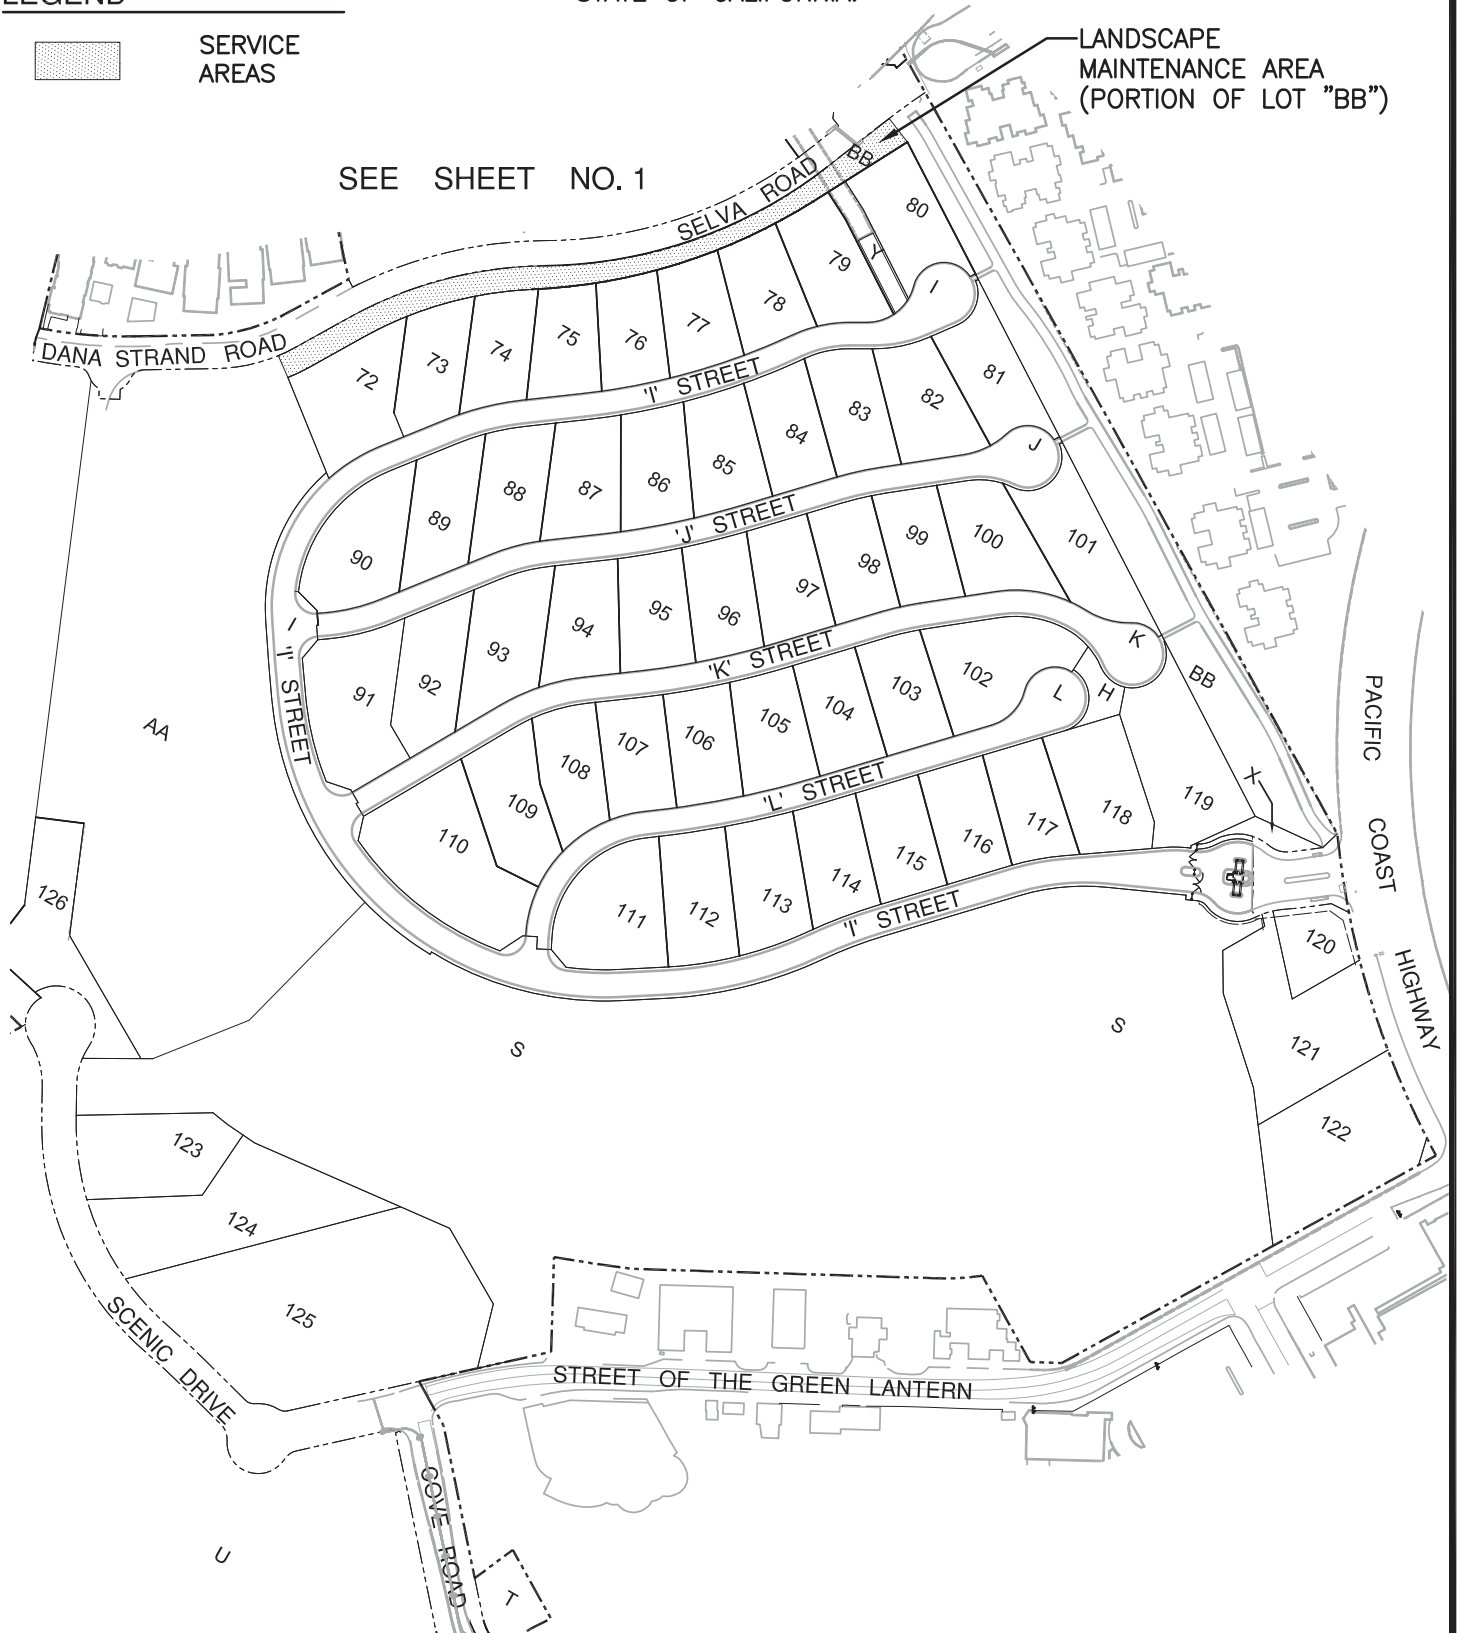 LEGEND
STATE OF CALIFORNIA.
SERVICE
AREAS
LANDSCAPE
MAINTENANCE AREA
(PORTION OF LOT "BB")
SEE SHEET NO. 1
SELVA ROAD
BB
80
Y
79
I
78
77
76
75
74
73
72
DANA STRAND ROAD
'I' STREET
81
82
83
84
85
86
87
88
89
90
J
'J' STREET
101
100
99
98
97
96
95
94
93
92
91
I
'I' STREET
AA
K
'K' STREET
BB
H
L
102
103
104
105
106
107
108
109
110
'L' STREET
X
119
118
117
116
115
114
113
112
111
'I' STREET
PACIFIC
COAST
HIGHWAY
126
120
121
122
S
S
123
124
125
SCENIC DRIVE
STREET OF THE GREEN LANTERN
COVE ROAD
U
T